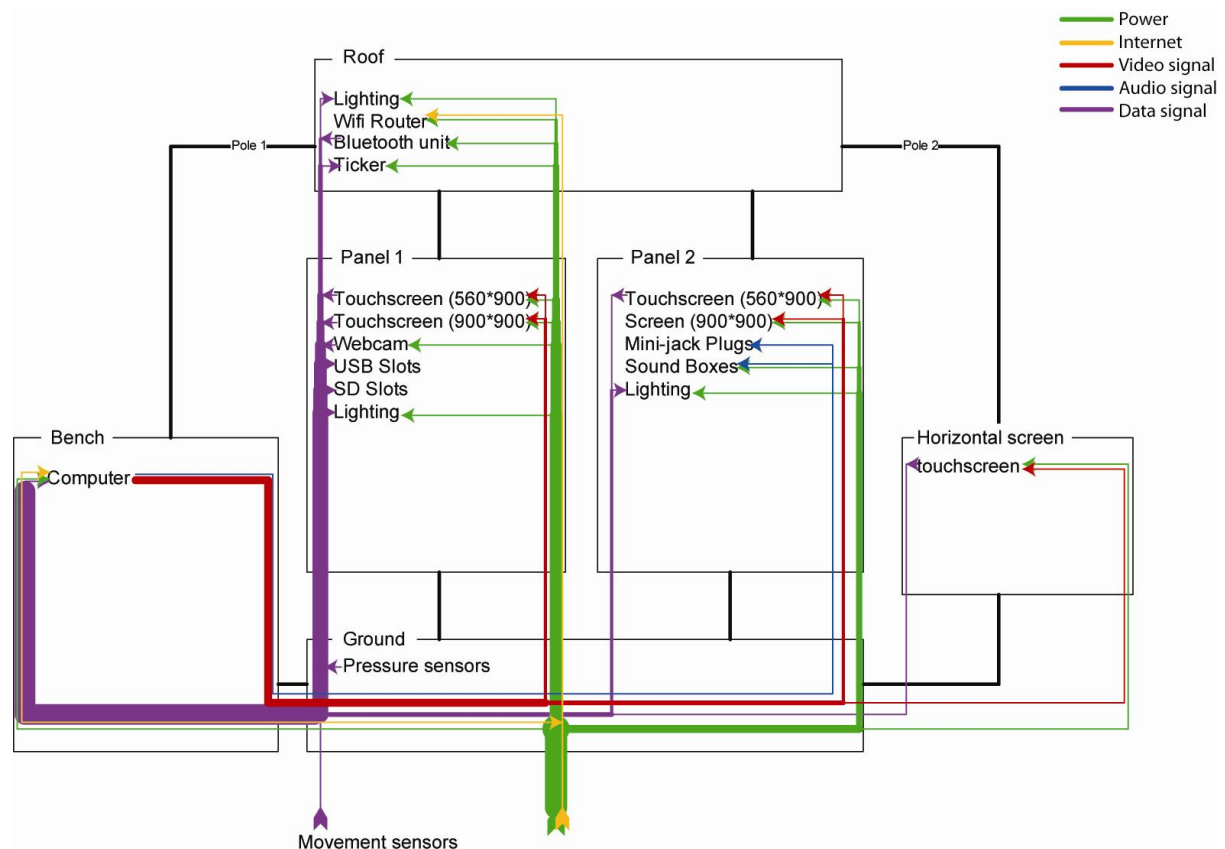 Power
Internet
Video signal
Audio signal
Data signal
Roof
Lighting
Wifi Router
Bluetooth unit
Ticker
Pole 1
Pole 2
Panel 1
Touchscreen (560*900)
Touchscreen (900*900)
Webcam
USB Slots
SD Slots
Lighting
Panel 2
Touchscreen (560*900)
Screen (900*900)
Mini-jack Plugs
Sound Boxes
Lighting
Bench
Computer
Horizontal screen
touchscreen
Ground
Pressure sensors
Movement sensors